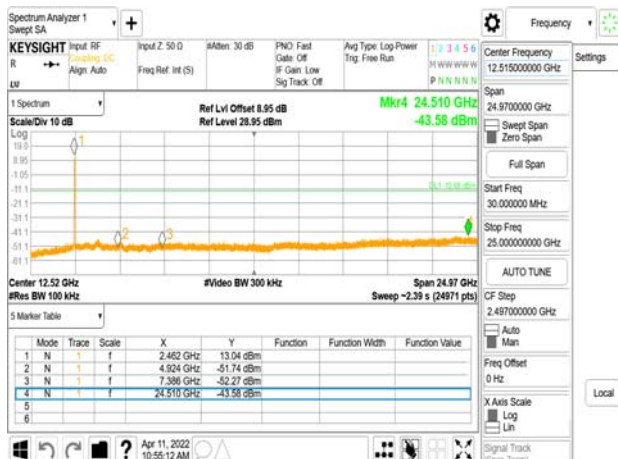 Spectrum Analyzer 1
Swept SA
Frequency
KEYSIGHT
Input: RF
Coupling: DC
Align: Auto
Input Z: 50 Ω
Freq Ref: Int (S)
#Atten: 30 dB
PNO: Fast
Gate: Off
IF Gain: Low
Sig Track: Off
Avg Type: Log-Power
Trig: Free Run
1 2 3 4 5 6
M W W W W W
P N N N N N
R
LVI
1 Spectrum
Scale/Div 10 dB
Ref Lvl Offset 8.95 dB
Ref Level 28.95 dBm
Mkr4 24.510 GHz
-43.58 dBm
Log
19.0
8.95
-1.05
-11.1
-21.1
-31.1
-41.1
-51.1
-61.1
1
2
3
Center 12.52 GHz
#Res BW 100 kHz
#Video BW 300 kHz
Span 24.97 GHz
Sweep ~2.39 s (24971 pts)
5 Marker Table
Mode Trace Scale X Y Function Function Width Function Value
1 N 1 f 2.462 GHz 13.04 dBm
2 N 1 f 4.924 GHz -51.74 dBm
3 N 1 f 7.386 GHz -52.27 dBm
4 N 1 f 24.510 GHz -43.58 dBm
5
6
?
Apr 11, 2022
10:55:12 AM
Center Frequency
12.515000000 GHz
Span
24.9700000 GHz
Swept Span
Zero Span
Full Span
Start Freq
30.000000 MHz
Stop Freq
25.000000000 GHz
AUTO TUNE
CF Step
2.497000000 GHz
Auto
Man
Freq Offset
0 Hz
X Axis Scale
Log
Lin
Signal Track
Settings
Local